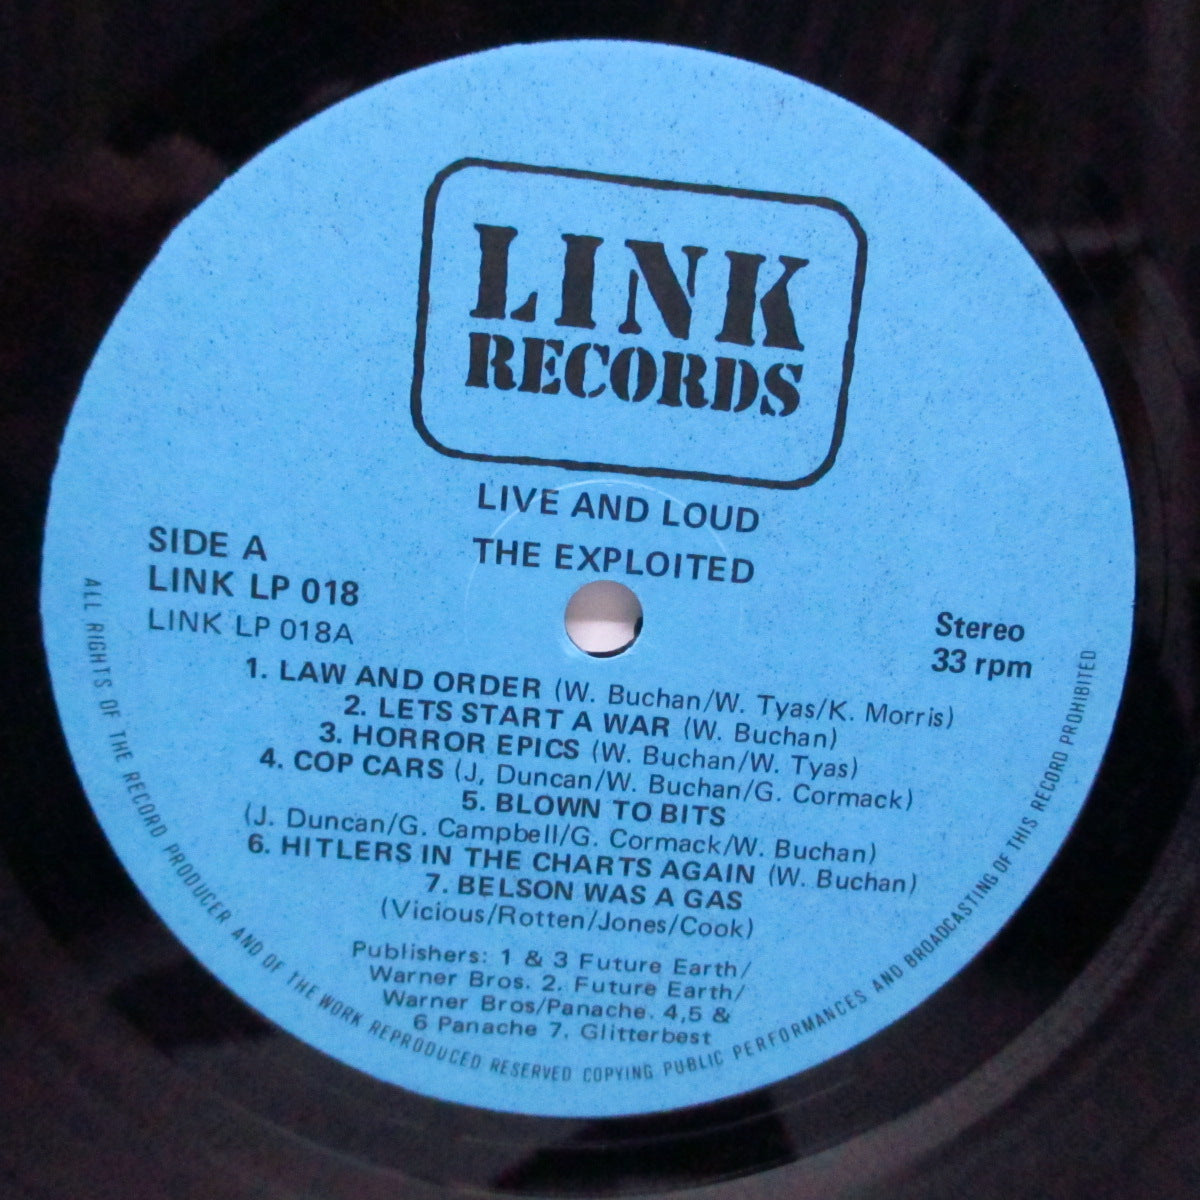 LINK
RECORDS
LIVE AND LOUD
THE EXPLOITED
SIDE A
LINK LP 018
LINK LP 018A
Stereo
33 rpm
1. LAW AND ORDER (W. Buchan/W. Tyas/K. Morris)
2. LETS START A WAR (W. Buchan)
3. HORROR EPICS (W. Buchan/W. Tyas)
4. COP CARS (J, Duncan/W. Buchan/G. Cormack)
5. BLOWN TO BITS
(J. Duncan/G. Campbell/G. Cormack/W. Buchan)
6. HITLERS IN THE CHARTS AGAIN (W. Buchan)
7. BELSON WAS A GAS
(Vicious/Rotten/Jones/Cook)
Publishers: 1 & 3 Future Earth/
Warner Bros. 2. Future Earth/
Warner Bros/Panache. 4,5 &
6 Panache 7. Glitterbest
ALL RIGHTS OF THE RECORD PRODUCER AND OF THE WORK REPRODUCED RESERVED COPYING PUBLIC PERFORMANCES AND BROADCASTING OF THIS RECORD PROHIBITED